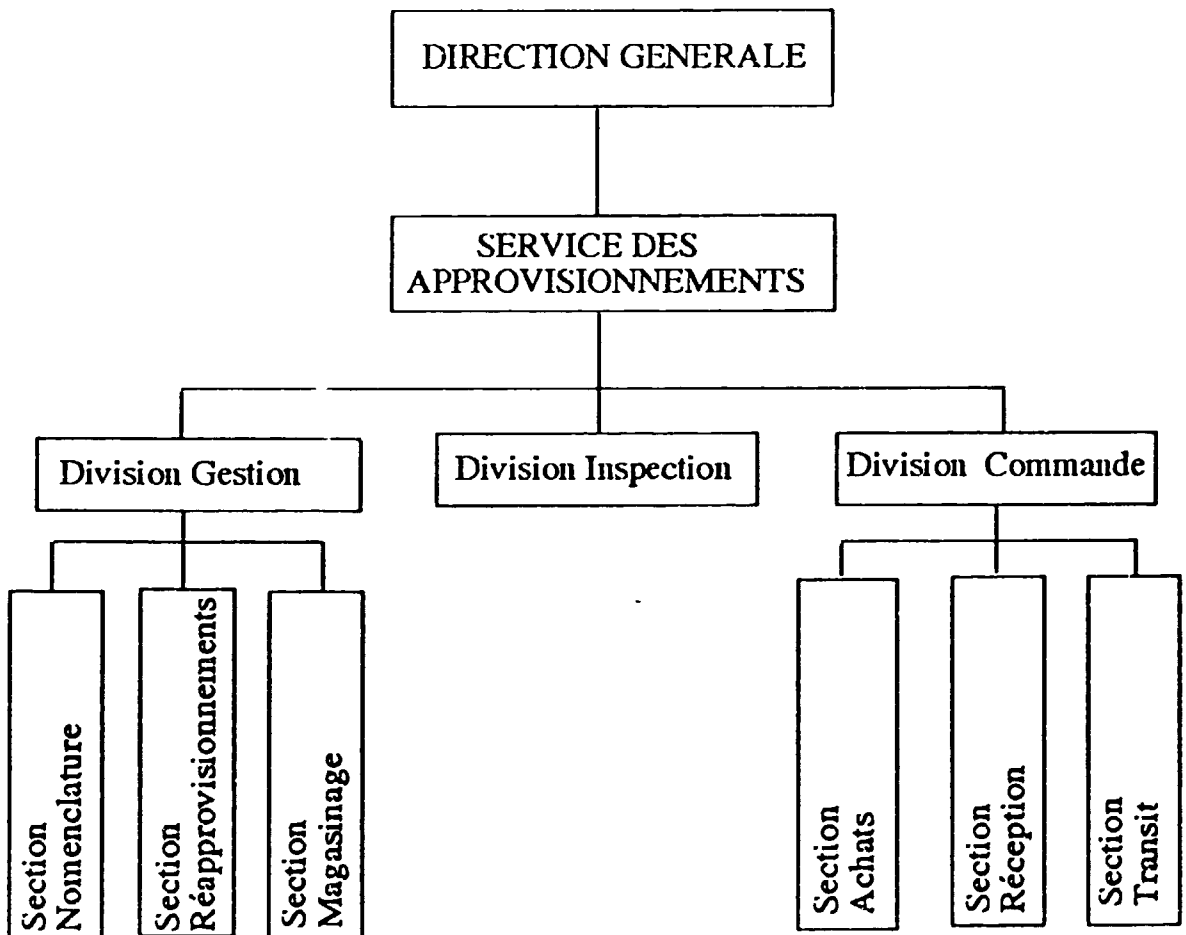 DIRECTION GENERALE
SERVICE DES
APPROVISIONNEMENTS
Division Gestion
Division Inspection
Division Commande
Section
Nomenclature
Section
Réapprovisionnements
Section
Magasinage
Section
Achats
Section
Réception
Section
Transit